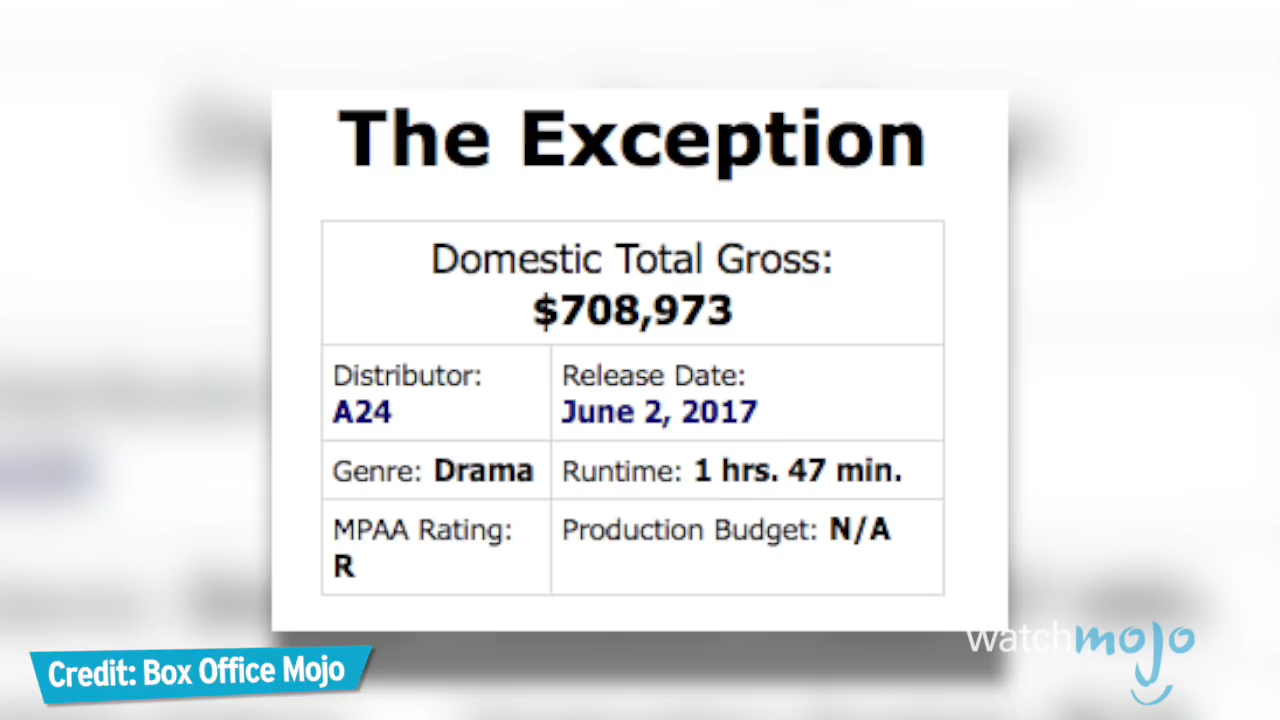 The Exception
Domestic Total Gross:
$708,973
Distributor:
A24
Release Date:
June 2, 2017
Genre: Drama
Runtime: 1 hrs. 47 min.
MPAA Rating:
R
Production Budget: N/A
Credit: Box Office Mojo
watchmojo